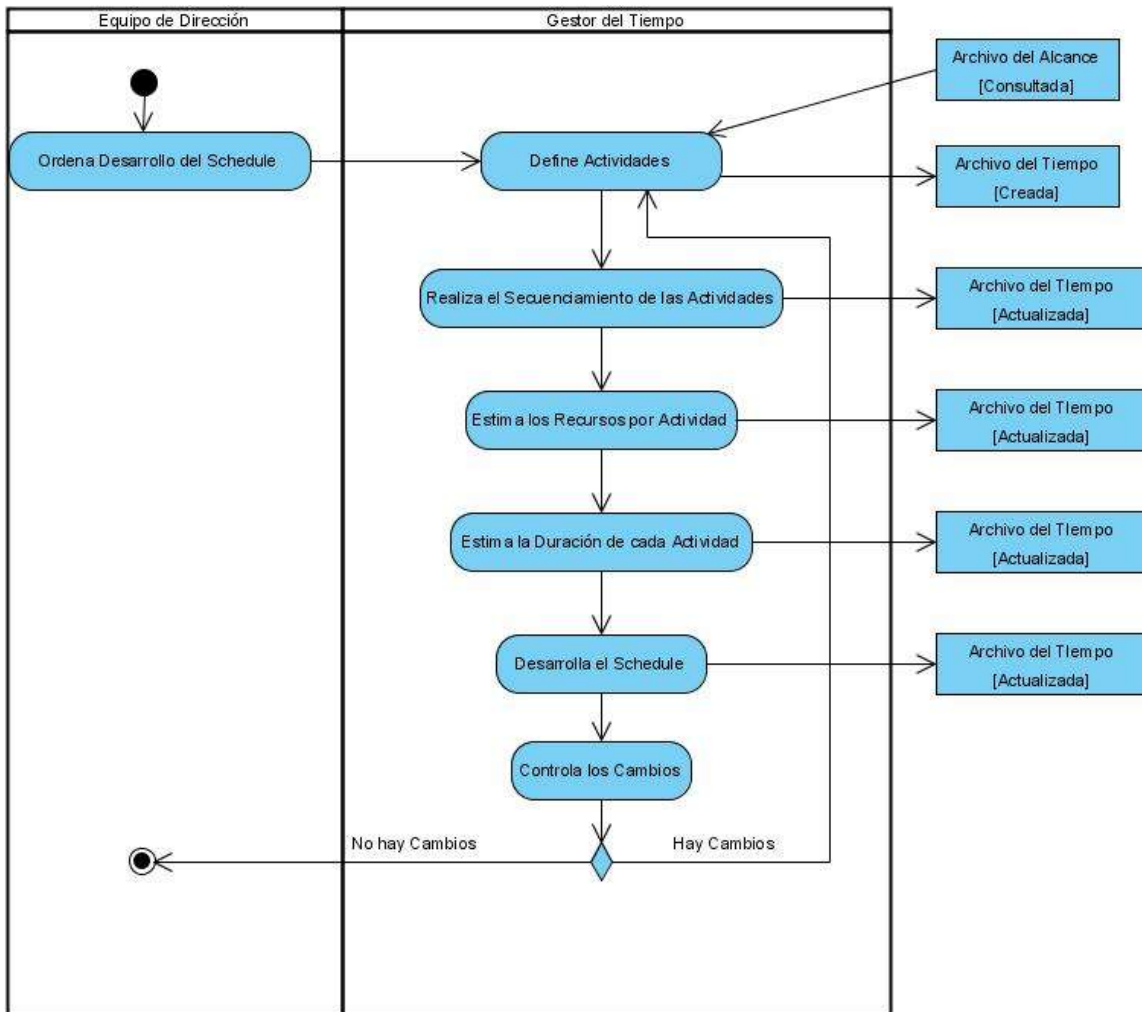 Equipo de Dirección
Gestor del Tiempo
Archivo del Alcance
[Consultada]
Ordena Desarrollo del Schedule
Define Actividades
Archivo del Tiempo
[Creada]
Realiza el Secuenciamiento de las Actividades
Archivo del TIempo
[Actualizada]
Estima los Recursos por Actividad
Archivo del TIempo
[Actualizada]
Estima la Duración de cada Actividad
Archivo del TIempo
[Actualizada]
Desarrolla el Schedule
Archivo del TIempo
[Actualizada]
Controla los Cambios
No hay Cambios
Hay Cambios